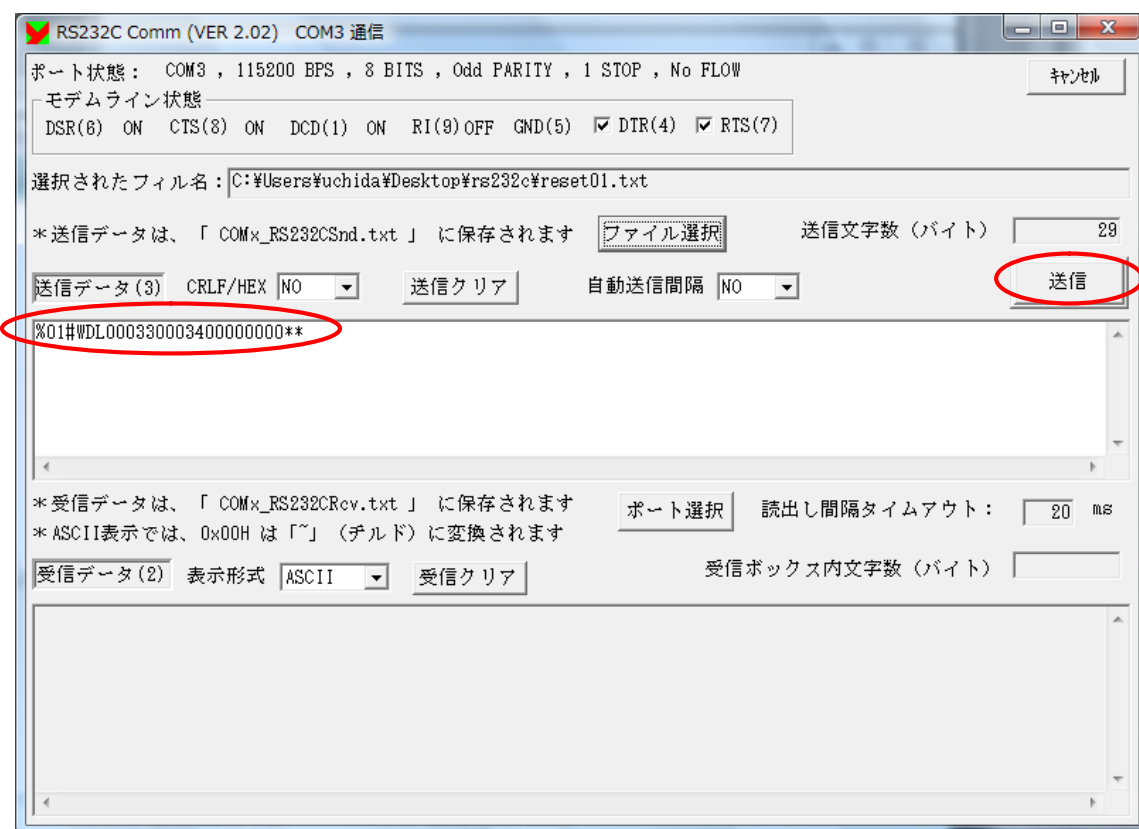 RS232C Comm (VER 2.02) COM3 通信
ポート状態： COM3 , 115200 BPS , 8 BITS , Odd PARITY , 1 STOP , No FLOW
ｷｬﾝｾﾙ
モデムライン状態
DSR(6) ON CTS(8) ON DCD(1) ON RI(9) OFF GND(5) DTR(4) RTS(7)
選択されたフィル名： C:¥Users¥uchida¥Desktop¥rs232c¥reset01.txt
＊送信データは、「 COMx_RS232CSnd.txt 」 に保存されます ファイル選択 送信文字数（バイト） 29
送信データ(3) CRLF/HEX NO 送信クリア 自動送信間隔 NO 送信
%01#WDL000330003400000000**
＊受信データは、「 COMx_RS232CRcv.txt 」 に保存されます ポート選択 読出し間隔タイムアウト： 20 ms
＊ASCII表示では、0x00H は「~」（チルド）に変換されます
受信データ(2) 表示形式 ASCII 受信クリア 受信ボックス内文字数（バイト）